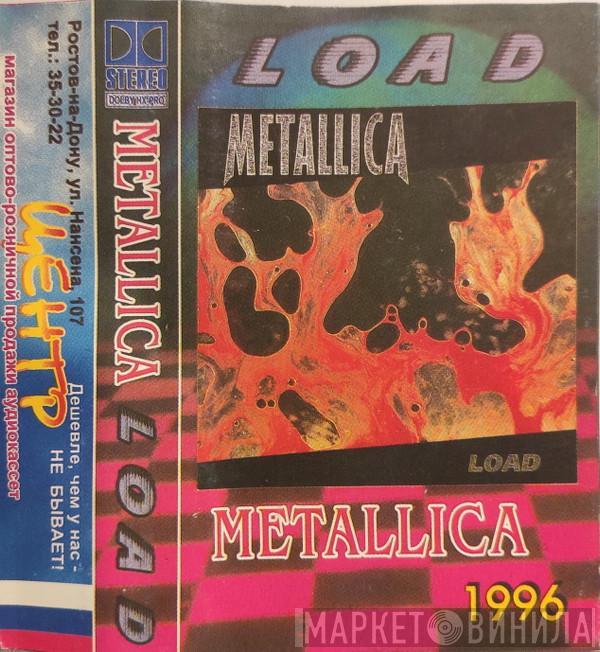 Ростов-на-Дону, ул. Нансена, 107
тел.: 35-30-22
ЩЕНТР
Дешевле, чем у нас -
НЕ БЫВАЕТ!
магазин оптово-розничной продажи аудиокассет
STEREO
DOLBY HX PRO
METALLICA LOAD
LOAD
METALLICA
LOAD
METALLICA
1996
МАРКЕТ ВИНИЛА